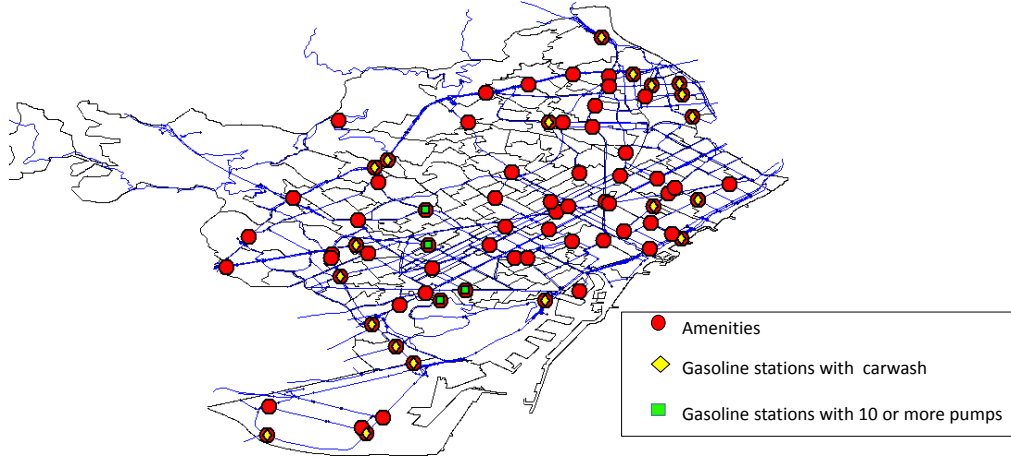 Amenities
Gasoline stations with carwash
Gasoline stations with 10 or more pumps